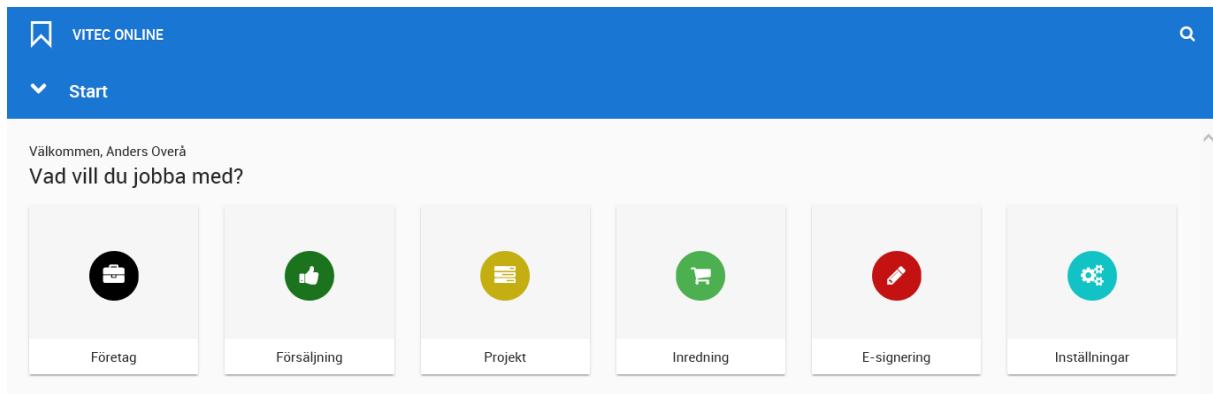 VITEC ONLINE
Start
Välkommen, Anders Overå
Vad vill du jobba med?
Företag
Försäljning
Projekt
Inredning
E-signering
Inställningar